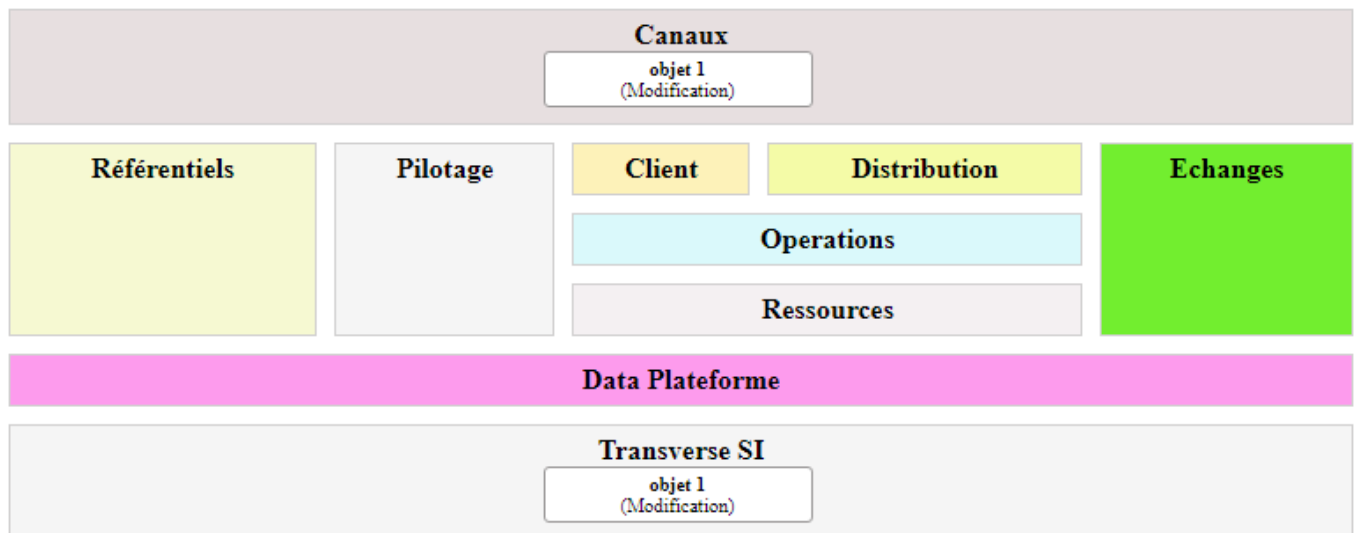 Canaux
objet 1
(Modification)
Référentiels
Pilotage
Client
Distribution
Echanges
Operations
Ressources
Data Plateforme
Transverse SI
objet 1
(Modification)